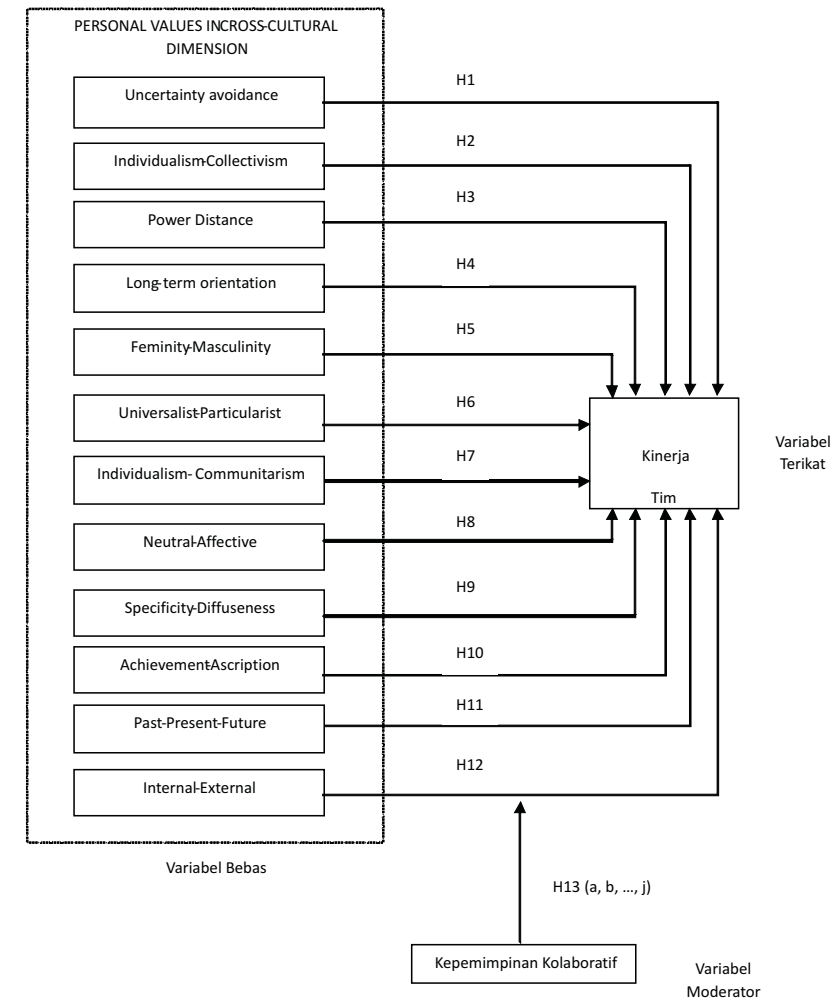 PERSONAL VALUES INCROSS-CULTURAL
DIMENSION
Uncertainty avoidance
H1
Individualism-Collectivism
H2
Power Distance
H3
Long-term orientation
H4
Feminity-Masculinity
H5
Universalist-Particularist
H6
Individualism- Communitarism
H7
Neutral-Affective
H8
Specificity-Diffuseness
H9
Achievement-Ascription
H10
Past-Present-Future
H11
Internal-External
H12
Kinerja
Tim
Variabel
Terikat
Variabel Bebas
H13 (a, b, ..., j)
Kepemimpinan Kolaboratif
Variabel
Moderator